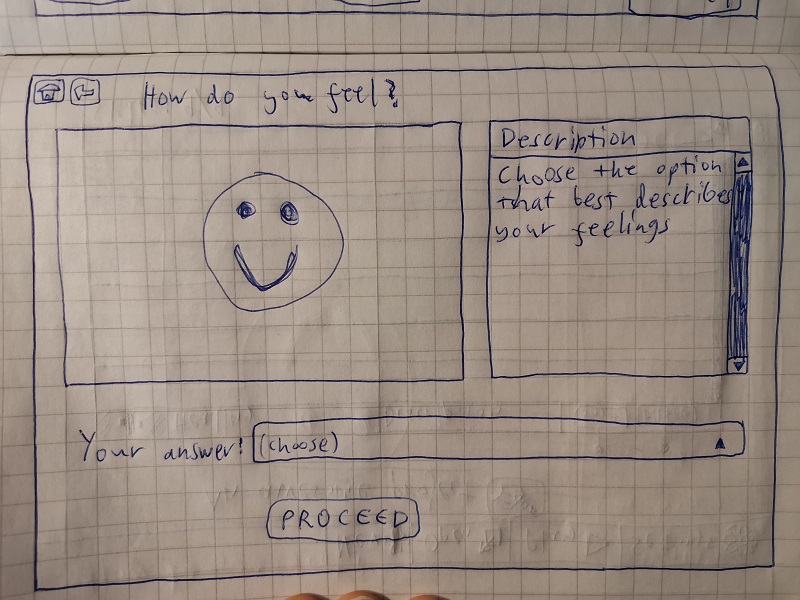 How do you feel?
Description
Choose the option
that best describes
your feelings
Your answer: (choose)
PROCEED